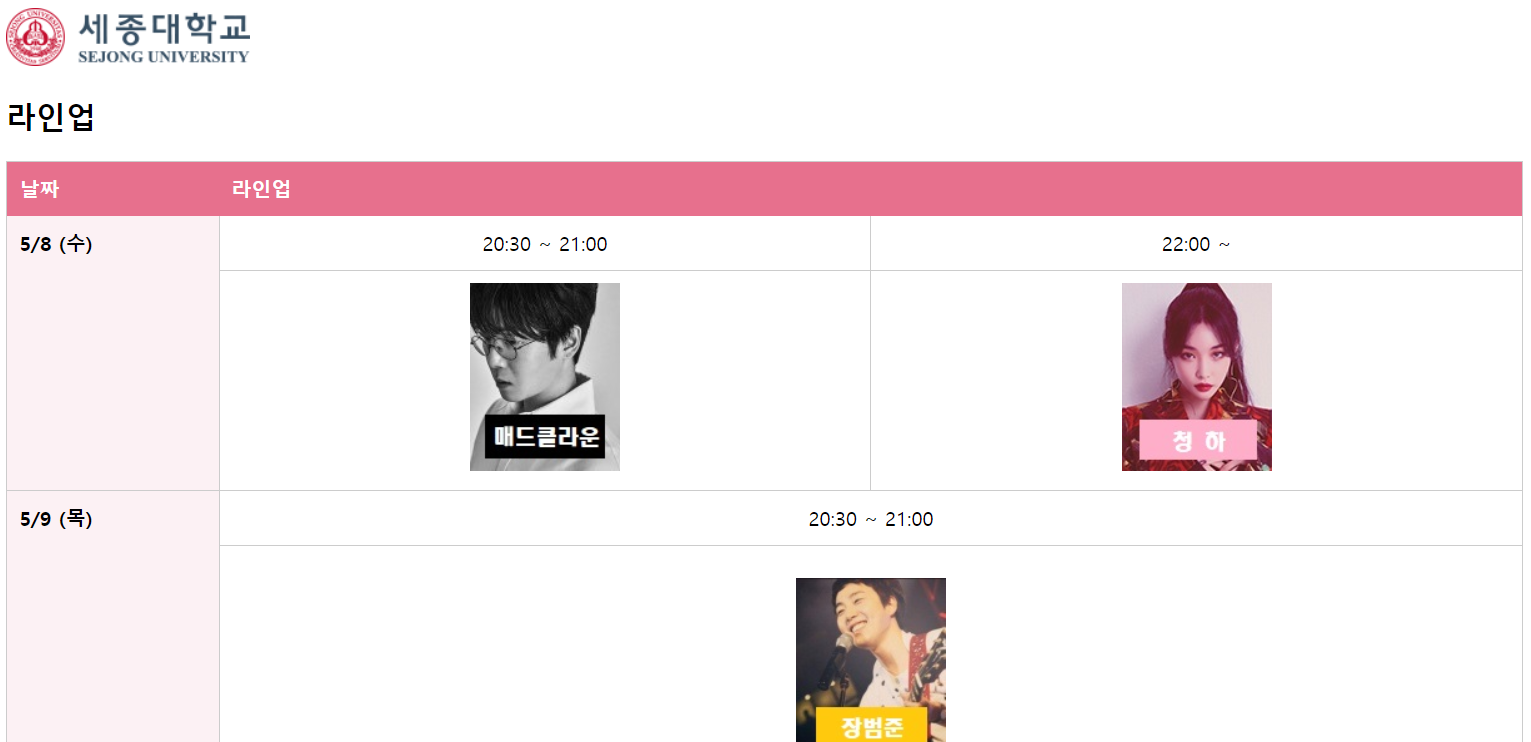 세종대학교
SEJONG UNIVERSITY
라인업
날짜 라인업
5/8 (수) 20:30 ~ 21:00 22:00 ~
매드클라운 청 하
5/9 (목) 20:30 ~ 21:00
장범준